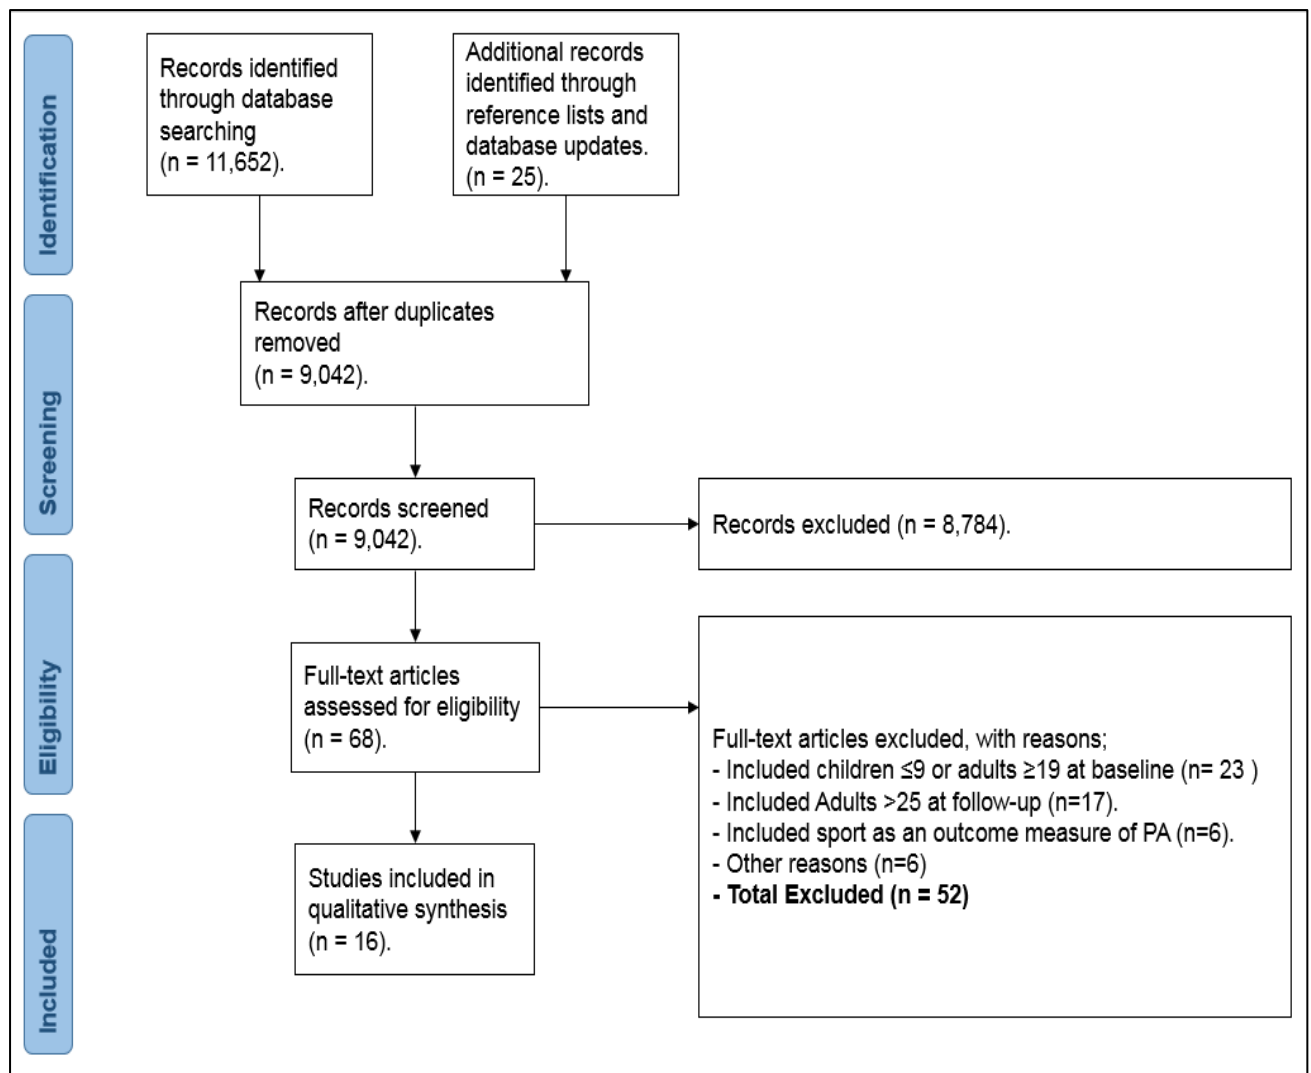 Identification
Records identified
through database
searching
(n = 11,652).
Additional records
identified through
reference lists and
database updates.
(n = 25).
Records after duplicates
removed
(n = 9,042).
Screening
Records screened
(n = 9,042).
Records excluded (n = 8,784).
Eligibility
Full-text articles
assessed for eligibility
(n = 68).
Full-text articles excluded, with reasons;
- Included children ≤9 or adults ≥19 at baseline (n= 23 )
- Included Adults >25 at follow-up (n=17).
- Included sport as an outcome measure of PA (n=6).
- Other reasons (n=6)
- Total Excluded (n = 52)
Included
Studies included in
qualitative synthesis
(n = 16).